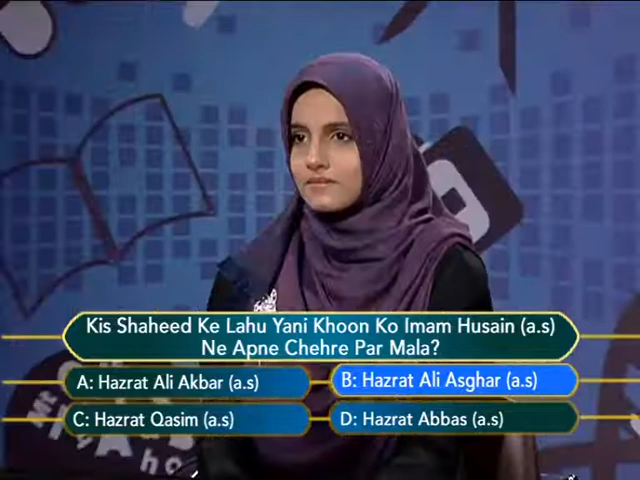 Kis Shaheed Ke Lahu Yani Khoon Ko Imam Husain (a.s)
Ne Apne Chehre Par Mala?
A: Hazrat Ali Akbar (a.s)
B: Hazrat Ali Asghar (a.s)
C: Hazrat Qasim (a.s)
D: Hazrat Abbas (a.s)